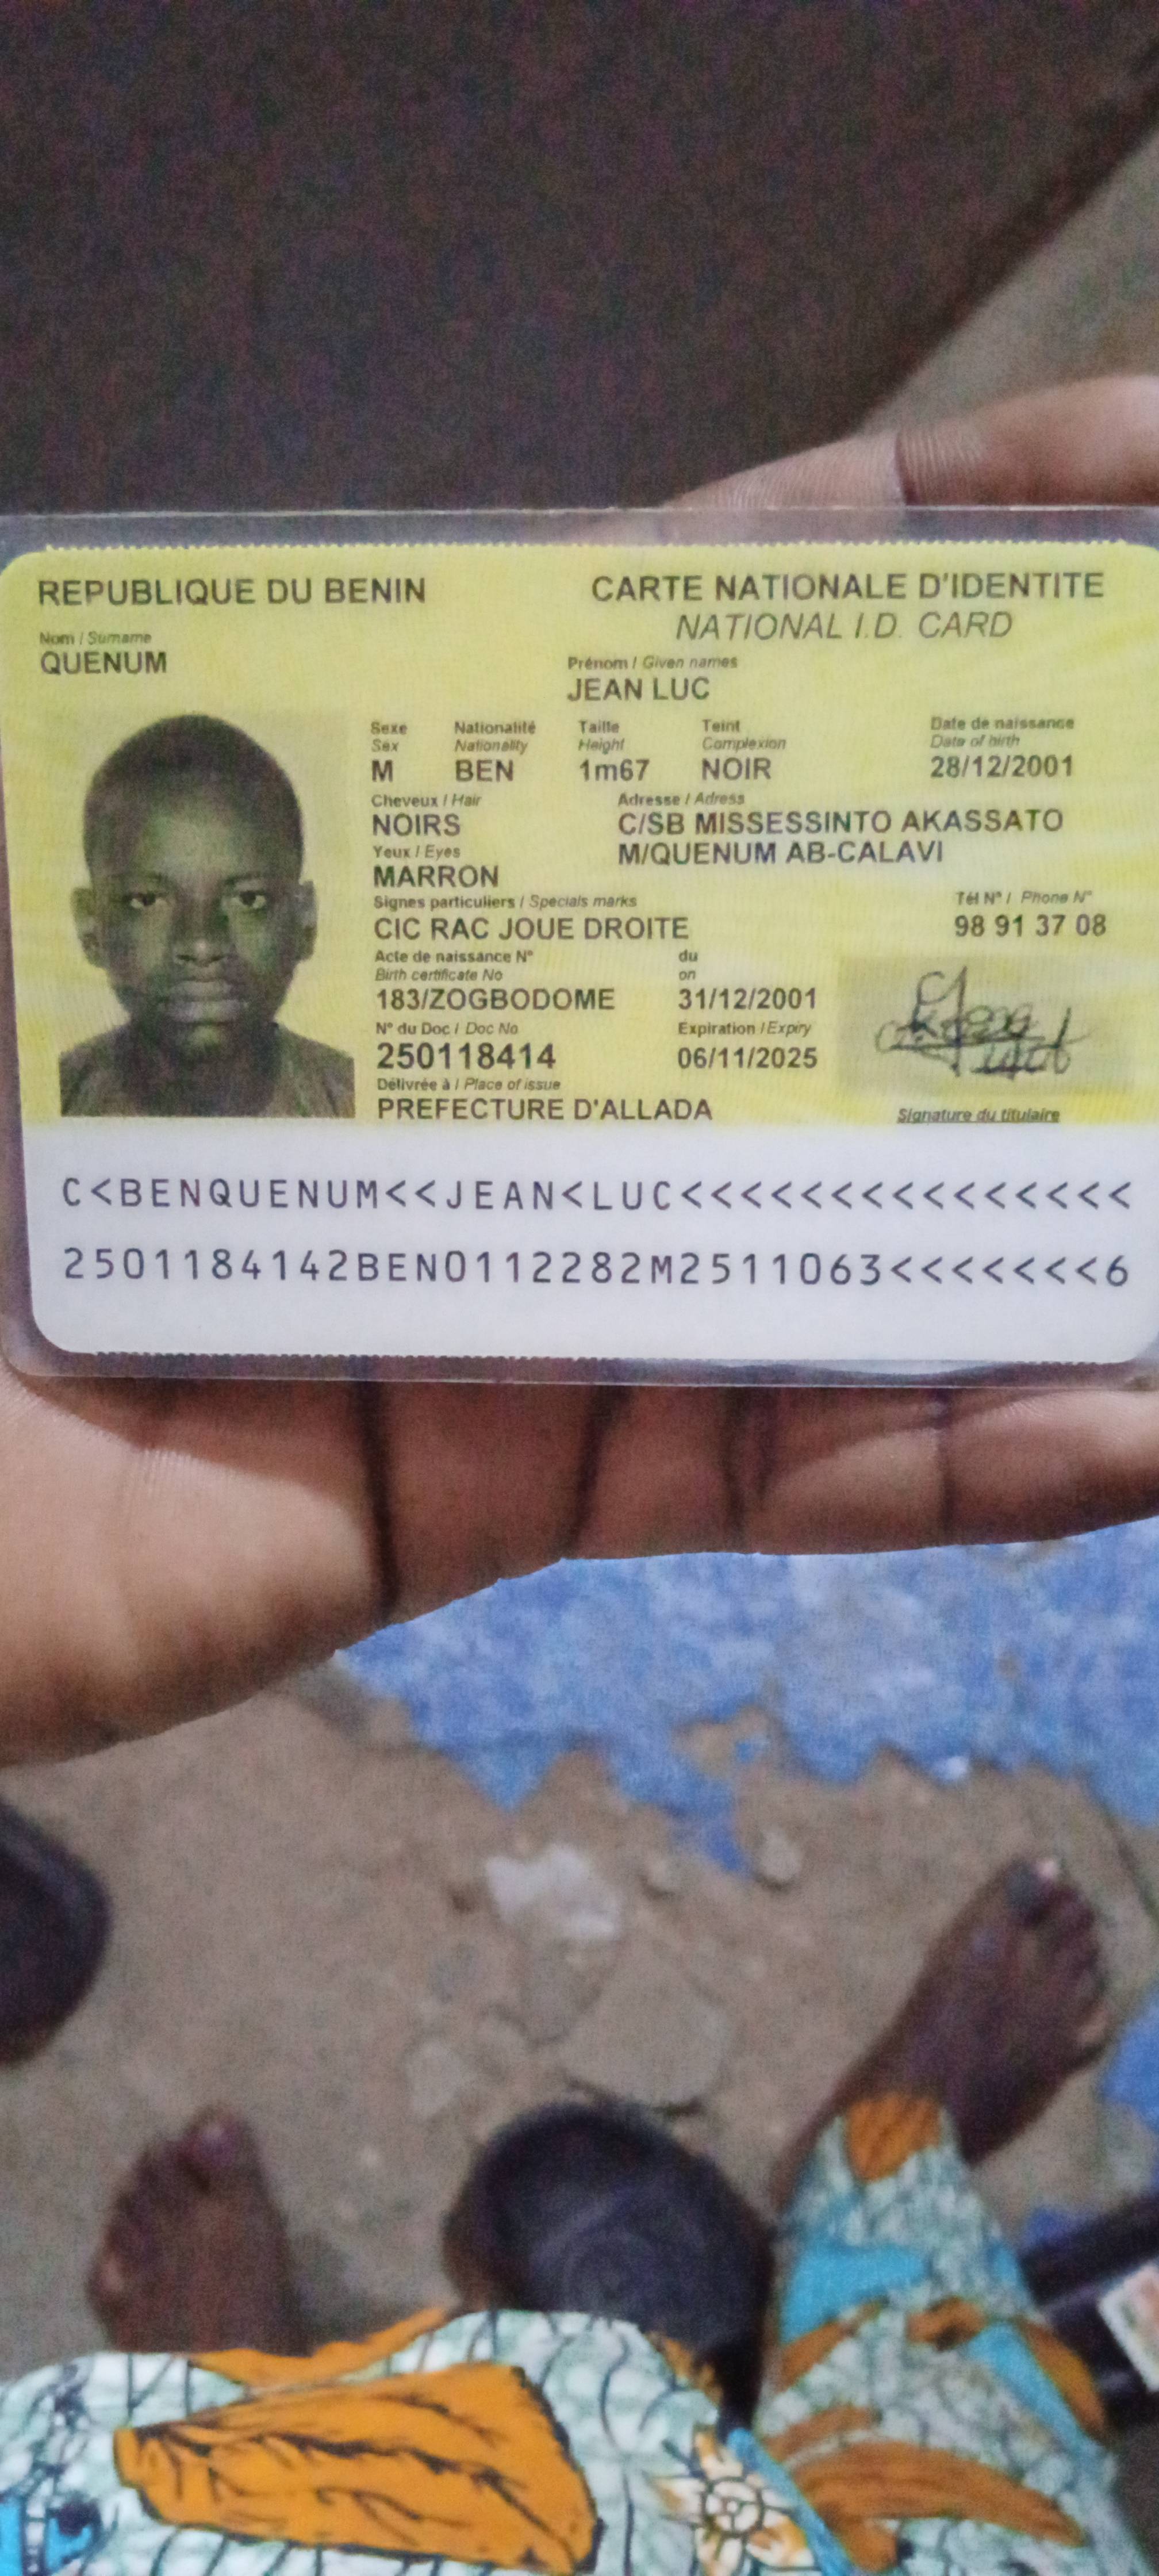 REPUBLIQUE DU BENIN
CARTE NATIONALE D'IDENTITE
NATIONAL I.D. CARD
Nom / Surname
QUENUM
Prénom / Given names
JEAN LUC
Sexe Nationalité Taille Teint Date de naissance
Sex Nationality Height Complexion Date of birth
M BEN 1m67 NOIR 28/12/2001
Cheveux / Hair Adresse / Adress
NOIRS C/SB MISSESSINTO AKASSATO
Yeux / Eyes M/QUENUM AB-CALAVI
MARRON
Signes particuliers / Specials marks Tél N° / Phone N°
CIC RAC JOUE DROITE 98 91 37 08
Acte de naissance N° du
Birth certificate No on
183/ZOGBODOME 31/12/2001
N° du Doc / Doc No Expiration / Expiry
250118414 06/11/2025
Délivrée à / Place of issue
PREFECTURE D'ALLADA
Signature du titulaire
C<BENQUENUM<<JEAN<LUC<<<<<<<<<<<<<<<
2501184142BEN0112282M2511063<<<<<<<6